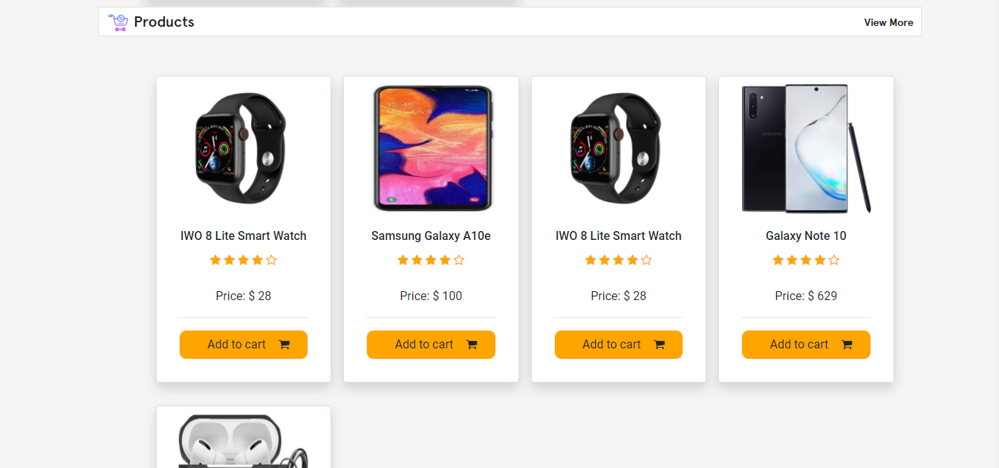 Products
View More
IWO 8 Lite Smart Watch
Price: $ 28
Add to cart
Samsung Galaxy A10e
Price: $ 100
Add to cart
IWO 8 Lite Smart Watch
Price: $ 28
Add to cart
Galaxy Note 10
Price: $ 629
Add to cart